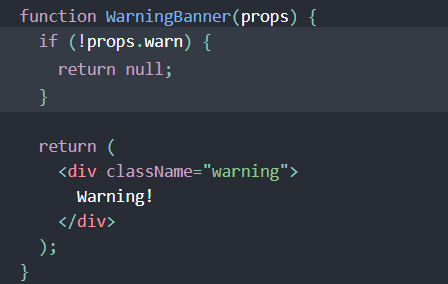 function WarningBanner(props) {
  if (!props.warn) {
    return null;
  }

  return (
    <div className="warning">
      Warning!
    </div>
  );
}